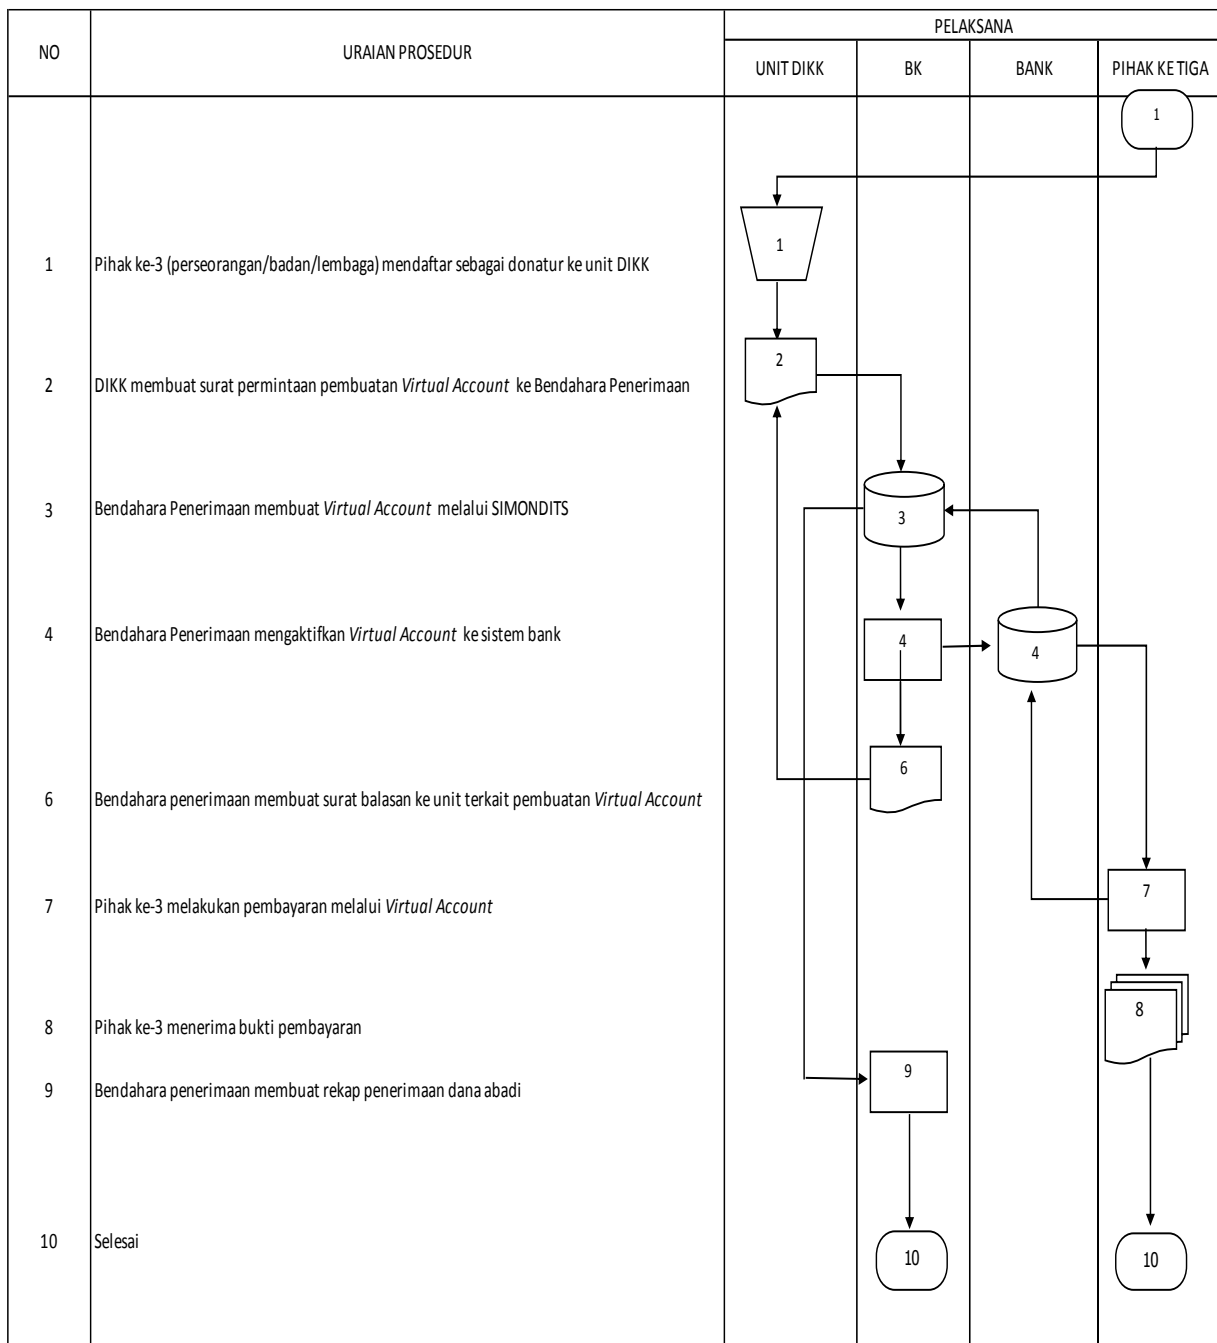 NO
URAIAN PROSEDUR
PELAKSANA
UNIT DIKK
BK
BANK
PIHAK KE TIGA
1
1
1 Pihak ke-3 (perseorangan/badan/lembaga) mendaftar sebagai donatur ke unit DIKK
2
2 DIKK membuat surat permintaan pembuatan Virtual Account ke Bendahara Penerimaan
3 Bendahara Penerimaan membuat Virtual Account melalui SIMONDITS
3
4 Bendahara Penerimaan mengaktifkan Virtual Account ke sistem bank
4
4
6
6 Bendahara penerimaan membuat surat balasan ke unit terkait pembuatan Virtual Account
7
7 Pihak ke-3 melakukan pembayaran melalui Virtual Account
8
8 Pihak ke-3 menerima bukti pembayaran
9
9 Bendahara penerimaan membuat rekap penerimaan dana abadi
10 Selesai
10
10